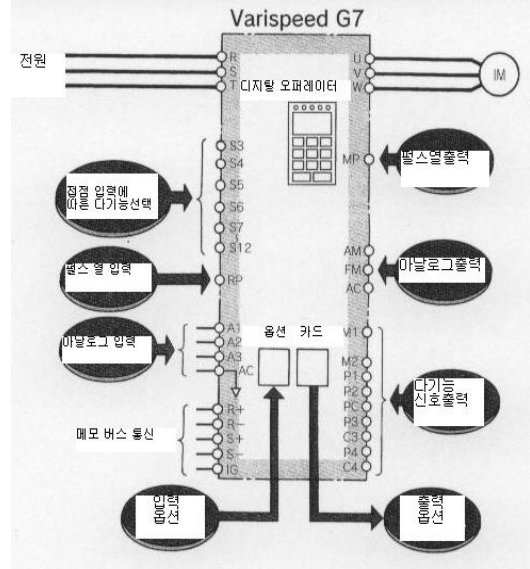 Varispeed G7
전원
R
S
T
U
V
W
IM
디지탈 오퍼레이터
S3
S4
S5
S6
S7
S12
접점 입력에
따른 다기능선택
MP
펄스열출력
펄스 열 입력
RP
AM
FM
AC
아날로그출력
아날로그 입력
A1
A2
A3
AC
옵션 카드
M1
M2
P1
P2
PC
P3
C3
P4
C4
다기능
신호출력
메모 버스 통신
R+
R-
S+
S-
IG
입력
옵션
출력
옵션